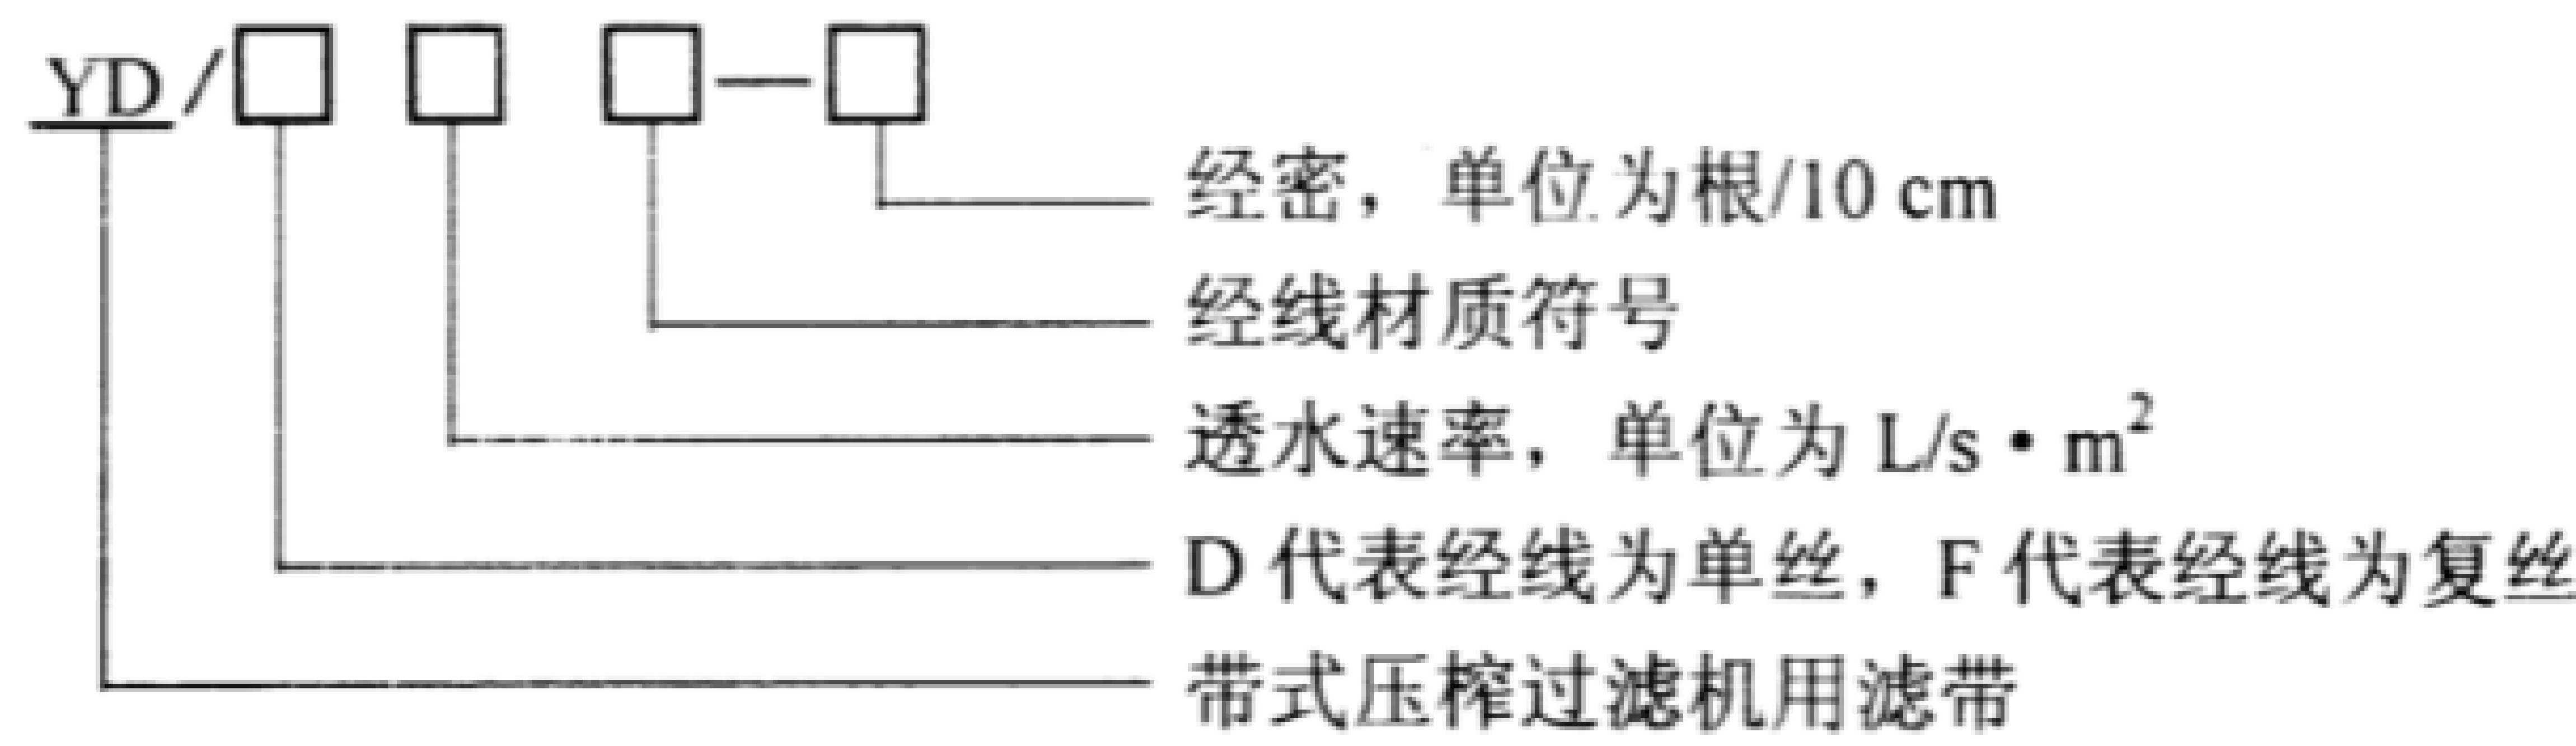 YD/□ □ □—□
经密，单位为根/10 cm
经线材质符号
透水速率，单位为 L/s·m²
D 代表经线为单丝，F 代表经线为复丝
带式压榨过滤机用滤带